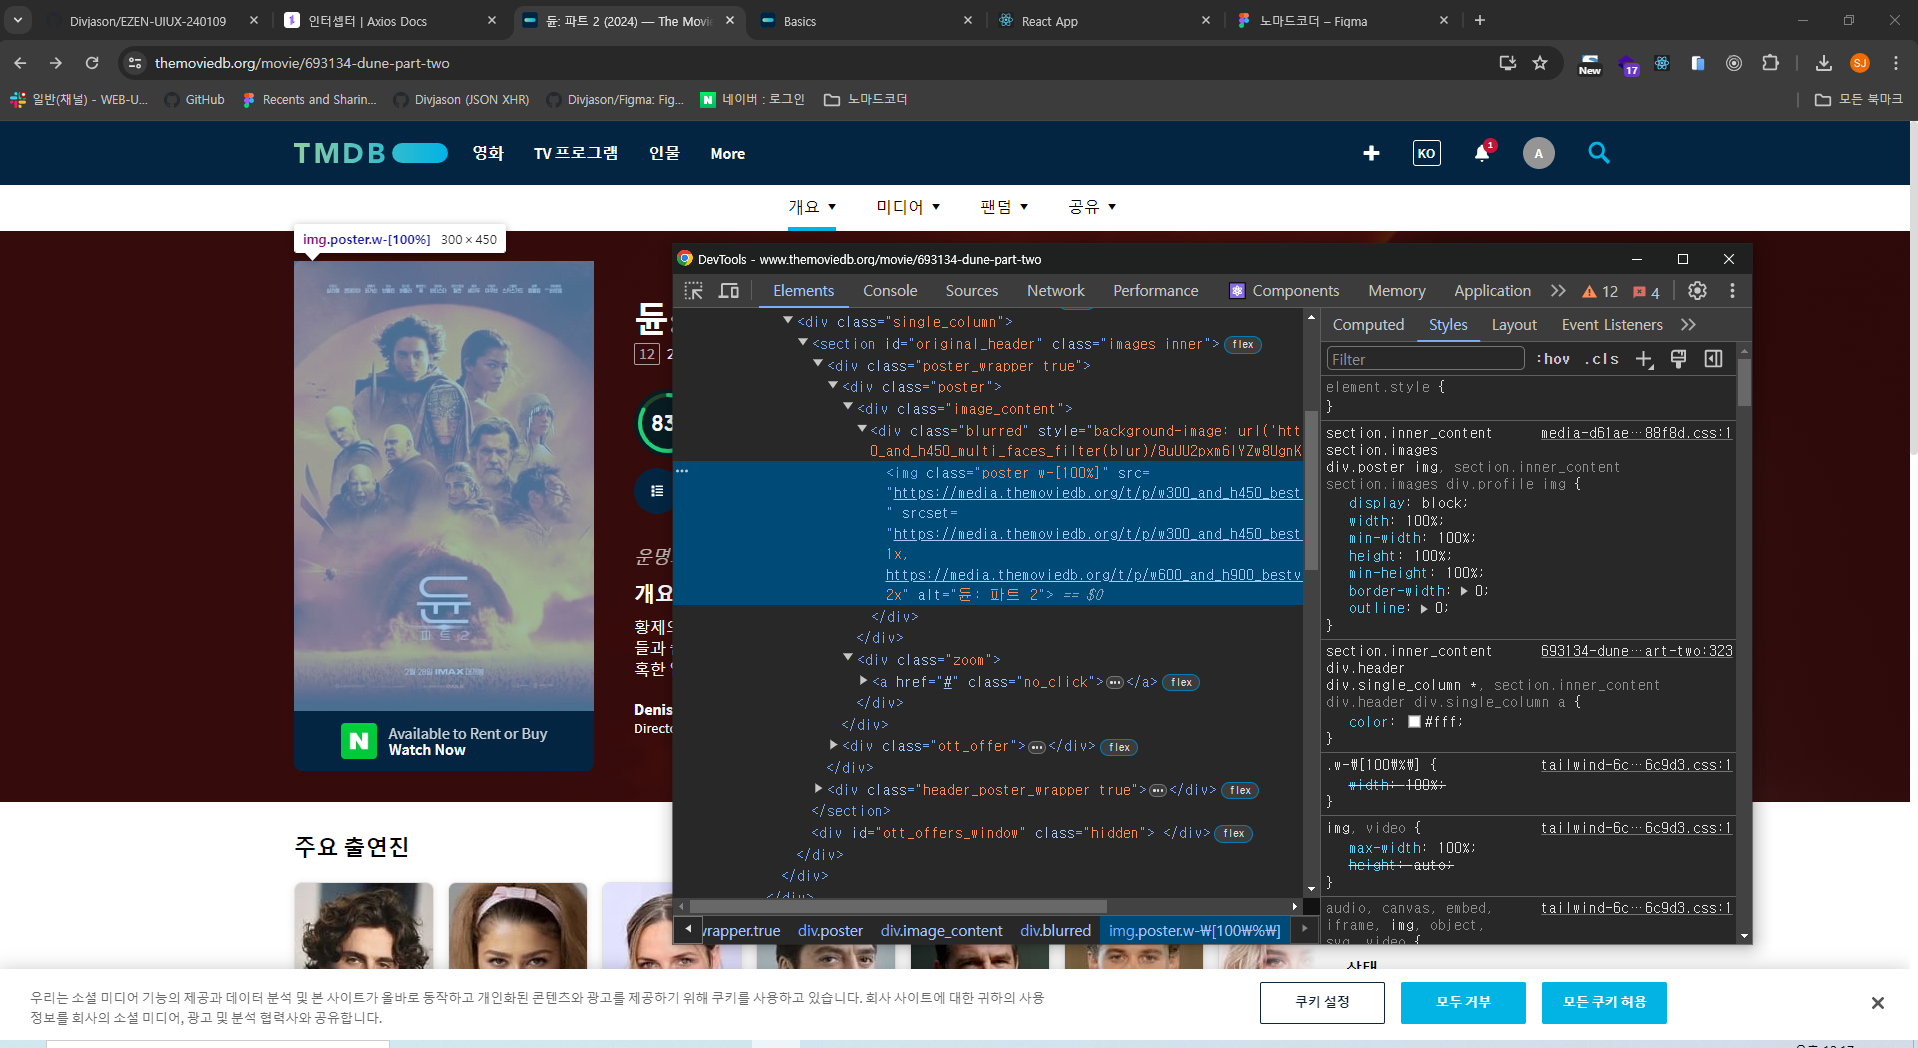 Divjason/EZEN-UIUX-240109
인터셉터 | Axios Docs
듄: 파트 2 (2024) — The Movi
Basics
React App
노마드코더 – Figma
themoviedb.org/movie/693134-dune-part-two
New
17
SJ
일반(채널) - WEB-U...
GitHub
Recents and Sharin...
Divjason (JSON XHR)
Divjason/Figma: Fig...
네이버 : 로그인
노마드코더
모든 북마크
TMDB
영화
TV 프로그램
인물
More
KO
1
A
개요
미디어
팬덤
공유
img.poster.w-[100%] 300 × 450
듄
12
83
운명
개요
황제의
들과
혹한
Denis
Directo
듄
파트 2
2월 28일 IMAX 대개봉
N
Available to Rent or Buy
Watch Now
주요 출연진
DevTools - www.themoviedb.org/movie/693134-dune-part-two
Elements
Console
Sources
Network
Performance
Components
Memory
Application
12
4
<div class="single_column">
<section id="original_header" class="images inner"> flex
<div class="poster_wrapper true">
<div class="poster">
<div class="image_content">
<div class="blurred" style="background-image: url('htt
0_and_h450_multi_faces_filter(blur)/8uUU2pxm6IYZw8UgnK
<img class="poster w-[100%]" src=
"https://media.themoviedb.org/t/p/w300_and_h450_best
" srcset=
"https://media.themoviedb.org/t/p/w300_and_h450_best
1x,
https://media.themoviedb.org/t/p/w600_and_h900_bestv
2x" alt="듄: 파트 2"> == $0
</div>
</div>
<div class="zoom">
<a href="#" class="no_click">…</a> flex
</div>
</div>
<div class="ott_offer">…</div> flex
</div>
<div class="header_poster_wrapper true">…</div> flex
</section>
<div id="ott_offers_window" class="hidden"> </div> flex
</div>
</div>
</div>
wrapper.true
div.poster
div.image_content
div.blurred
img.poster.w-₩[100₩%₩]
Computed
Styles
Layout
Event Listeners
Filter
:hov
.cls
element.style {
}
section.inner_content media-d61ae…88f8d.css:1
section.images
div.poster img, section.inner_content
section.images div.profile img {
display: block;
width: 100%;
min-width: 100%;
height: 100%;
min-height: 100%;
border-width: 0;
outline: 0;
}
section.inner_content 693134-dune…art-two:323
div.header
div.single_column *, section.inner_content
div.header div.single_column a {
color: #fff;
}
.w-₩[100₩%₩] { tailwind-6c…6c9d3.css:1
width: 100%;
}
img, video { tailwind-6c…6c9d3.css:1
max-width: 100%;
height: auto;
}
audio, canvas, embed, tailwind-6c…6c9d3.css:1
iframe, img, object,
svg, video {
상태
우리는 소셜 미디어 기능의 제공과 데이터 분석 및 본 사이트가 올바로 동작하고 개인화된 콘텐츠와 광고를 제공하기 위해 쿠키를 사용하고 있습니다. 회사 사이트에 대한 귀하의 사용
정보를 회사의 소셜 미디어, 광고 및 분석 협력사와 공유합니다.
쿠키 설정
모두 거부
모든 쿠키 허용